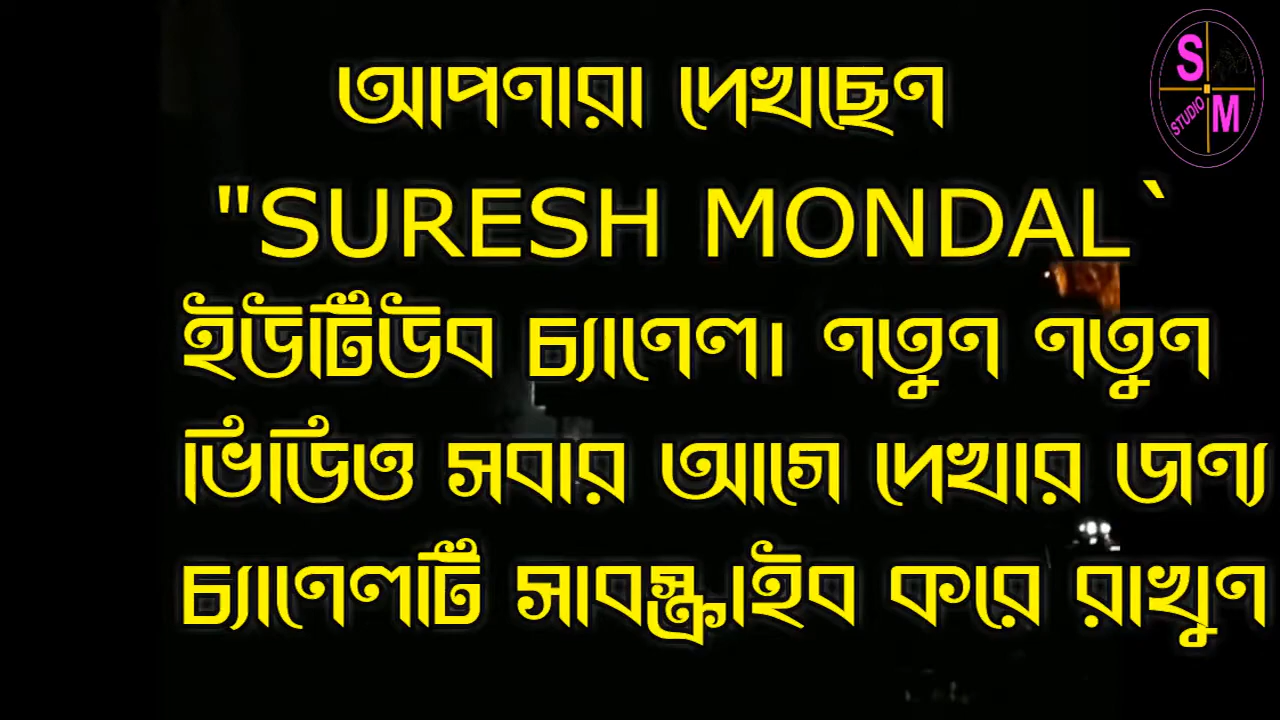 আপনারা দেখছেন
"SURESH MONDAL`
ইউটিউব চ্যানেল। নতুন নতুন
ভিডিও সবার আগে দেখার জন্য
চ্যানেলটি সাবস্ক্রাইব করে রাখুন
S
STUDIO
M